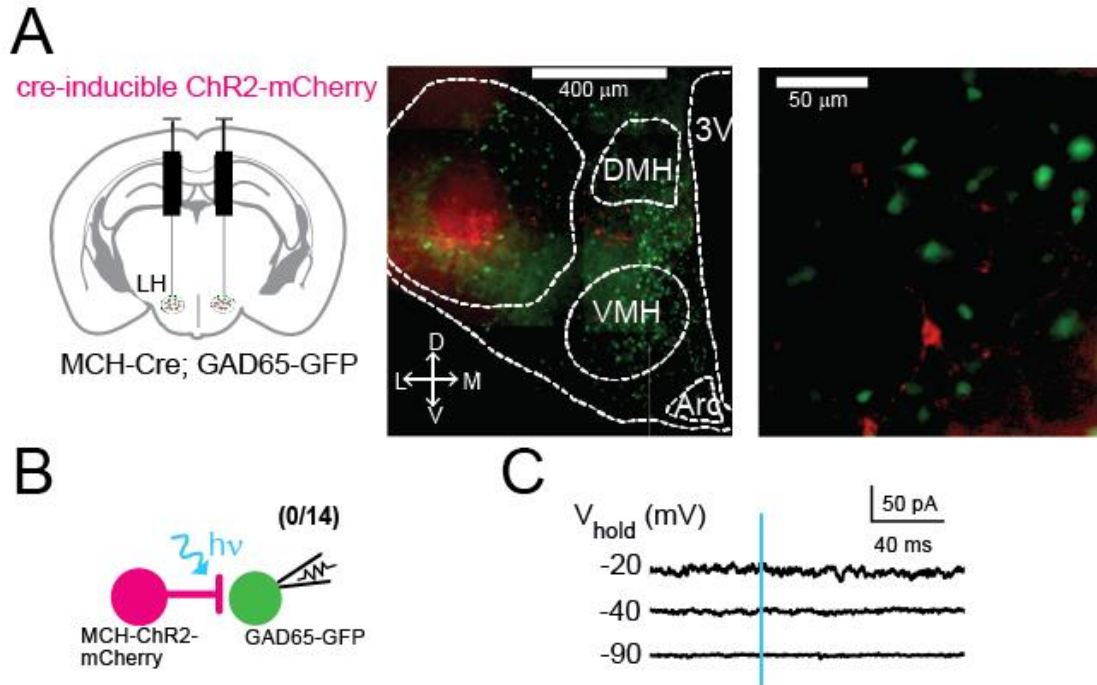 A
cre-inducible ChR2-mCherry
LH
MCH-Cre; GAD65-GFP
400 μm
3V
DMH
VMH
Arc
D
L
M
V
50 μm
B
(0/14)
hν
MCH-ChR2-
mCherry
GAD65-GFP
C
V_hold (mV)
50 pA
40 ms
-20
-40
-90